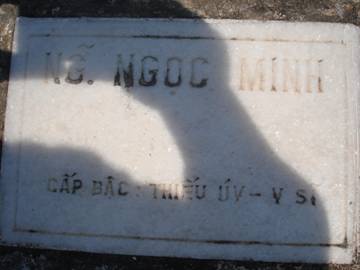 NG̃. NGỌC MINH
CẤP BẬC : THIẾU ÚY - Y SĨ